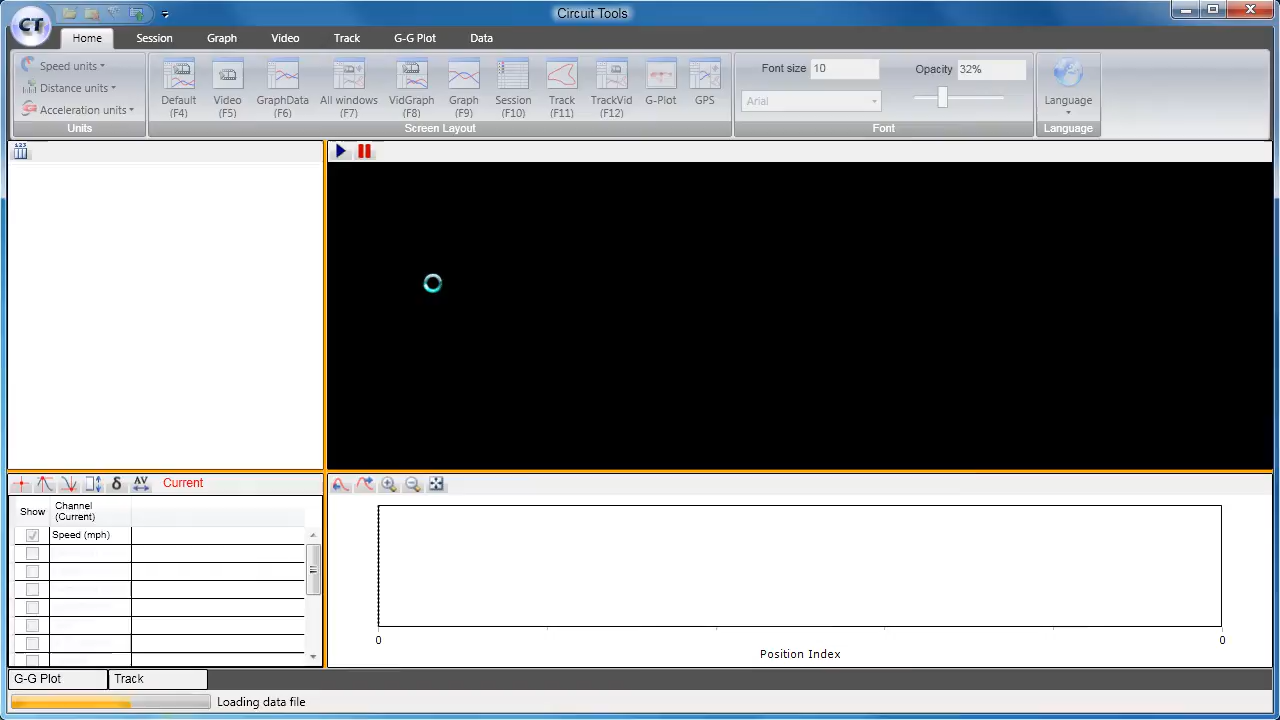 Circuit Tools
CT
Home Session Graph Video Track G-G Plot Data
Speed units
Distance units
Acceleration units
Units
Default (F4)
Video (F5)
GraphData (F6)
All windows (F7)
VidGraph (F8)
Graph (F9)
Session (F10)
Track (F11)
TrackVid (F12)
G-Plot
GPS
Screen Layout
Font size 10
Opacity 32%
Arial
Font
Language
Language
123
δ ΔV Current
Show Channel (Current)
Speed (mph)
0 0
Position Index
G-G Plot Track
Loading data file